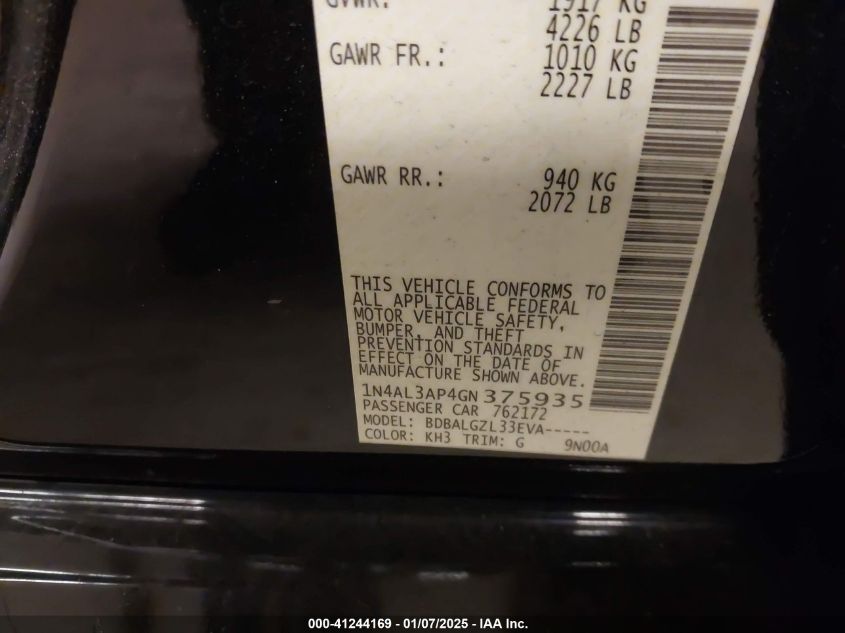 GVWR: 1917 KG
4226 LB
GAWR FR.: 1010 KG
2227 LB
GAWR RR.: 940 KG
2072 LB
THIS VEHICLE CONFORMS TO
ALL APPLICABLE FEDERAL
MOTOR VEHICLE SAFETY,
BUMPER, AND THEFT
PREVENTION STANDARDS IN
EFFECT ON THE DATE OF
MANUFACTURE SHOWN ABOVE.
1N4AL3AP4GN375935
PASSENGER CAR 762172
MODEL: BDBALGZL33EVA-----
COLOR: KH3 TRIM: G 9N00A
000-41244169 - 01/07/2025 - IAA Inc.